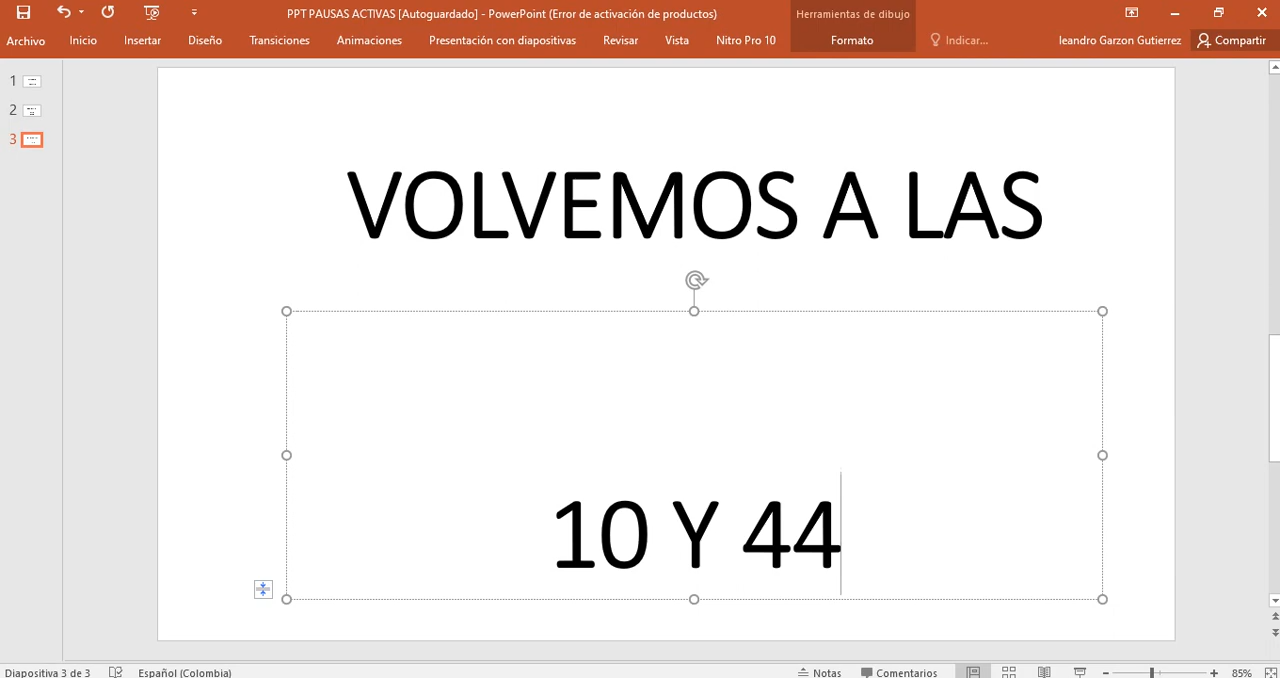 PPT PAUSAS ACTIVAS [Autoguardado] - PowerPoint (Error de activación de productos)
Herramientas de dibujo
Archivo Inicio Insertar Diseño Transiciones Animaciones Presentación con diapositivas Revisar Vista Nitro Pro 10 Formato Indicar... leandro Garzon Gutierrez Compartir
1
2
3
VOLVEMOS A LAS
10 Y 44
Diapositiva 3 de 3 Español (Colombia) Notas Comentarios 85%